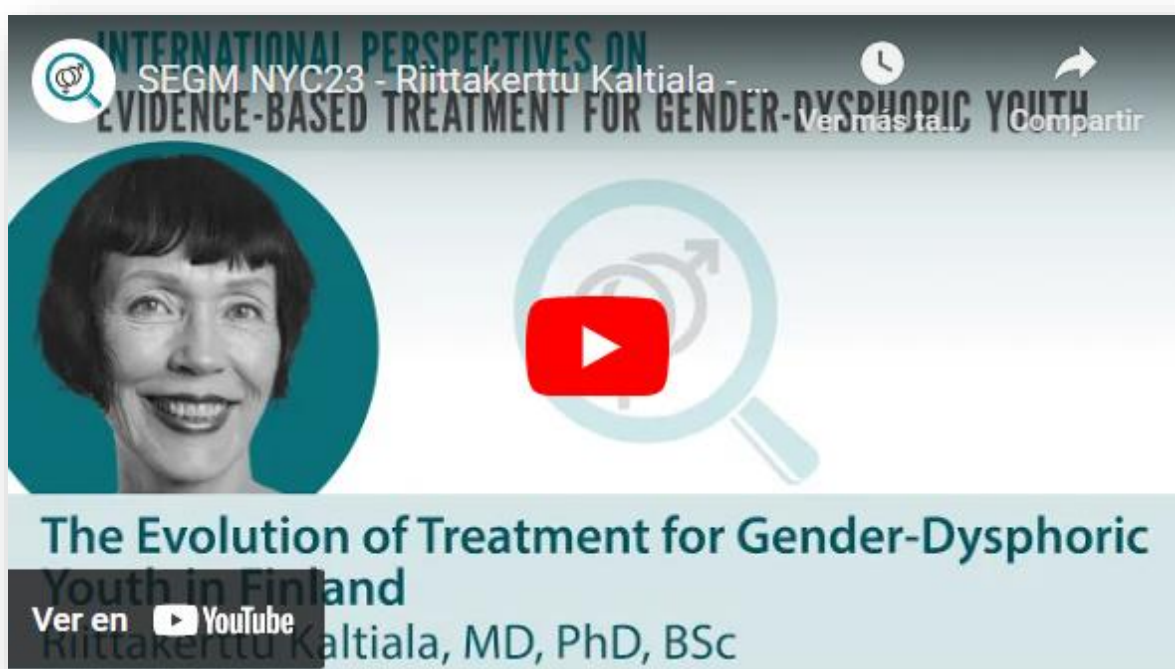 INTERNATIONAL PERSPECTIVES ON
SEGM NYC23 - Riittakerttu Kaltiala - ...
EVIDENCE-BASED TREATMENT FOR GENDER-DYSPHORIC YOUTH
Ver más ta... Compartir
The Evolution of Treatment for Gender-Dysphoric
Youth in Finland
Ver en YouTube
Riittakerttu Kaltiala, MD, PhD, BSc